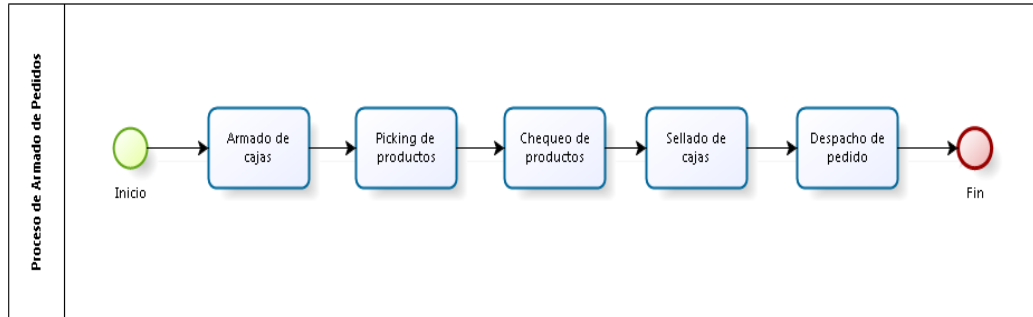 Proceso de Armado de Pedidos
Inicio
Armado de
cajas
Picking de
productos
Chequeo de
productos
Sellado de
cajas
Despacho de
pedido
Fin